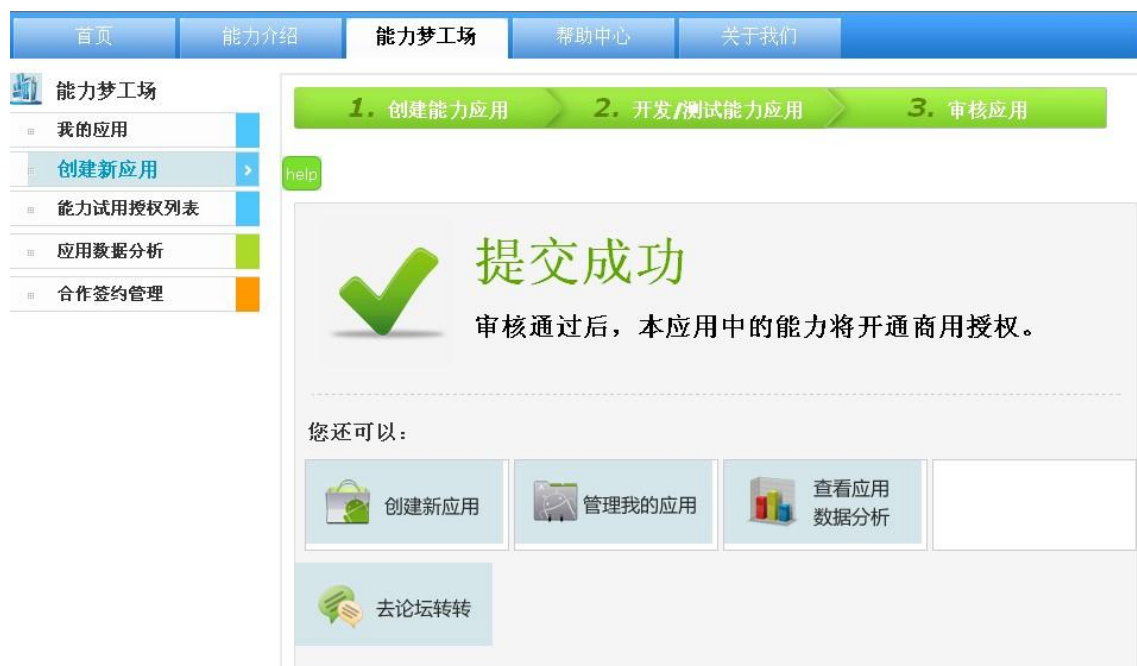 首页 能力介绍 能力梦工场 帮助中心 关于我们
能力梦工场
我的应用
创建新应用
能力试用授权列表
应用数据分析
合作签约管理
1. 创建能力应用 2. 开发/测试能力应用 3. 审核应用
help
提交成功
审核通过后，本应用中的能力将开通商用授权。
您还可以：
创建新应用
管理我的应用
查看应用
数据分析
去论坛转转